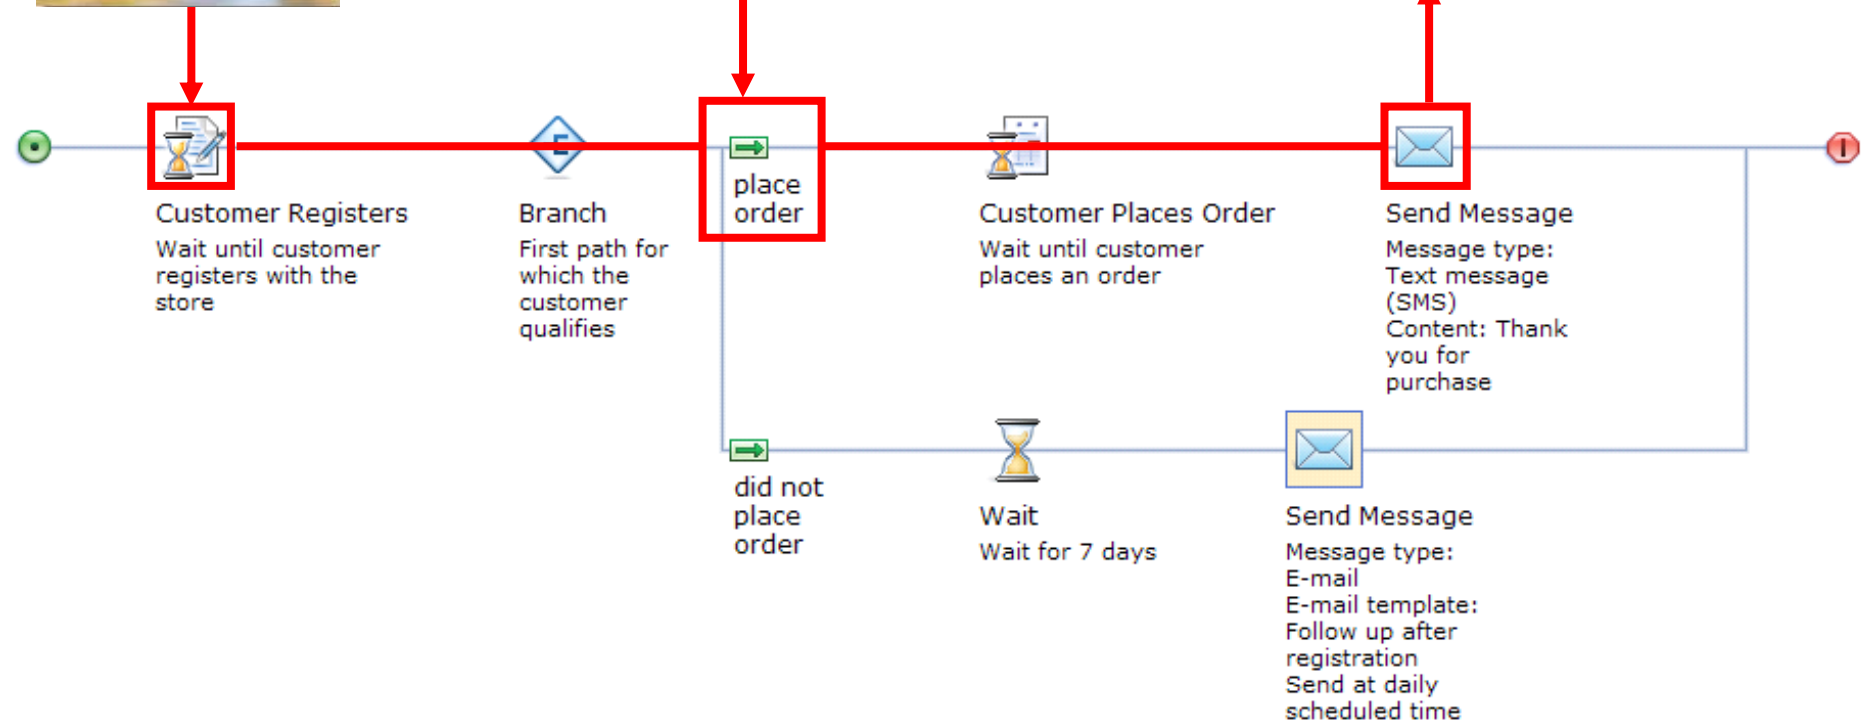 Customer Registers
Wait until customer
registers with the
store
Branch
First path for
which the
customer
qualifies
place
order
Customer Places Order
Wait until customer
places an order
Send Message
Message type:
Text message
(SMS)
Content: Thank
you for
purchase
did not
place
order
Wait
Wait for 7 days
Send Message
Message type:
E-mail
E-mail template:
Follow up after
registration
Send at daily
scheduled time